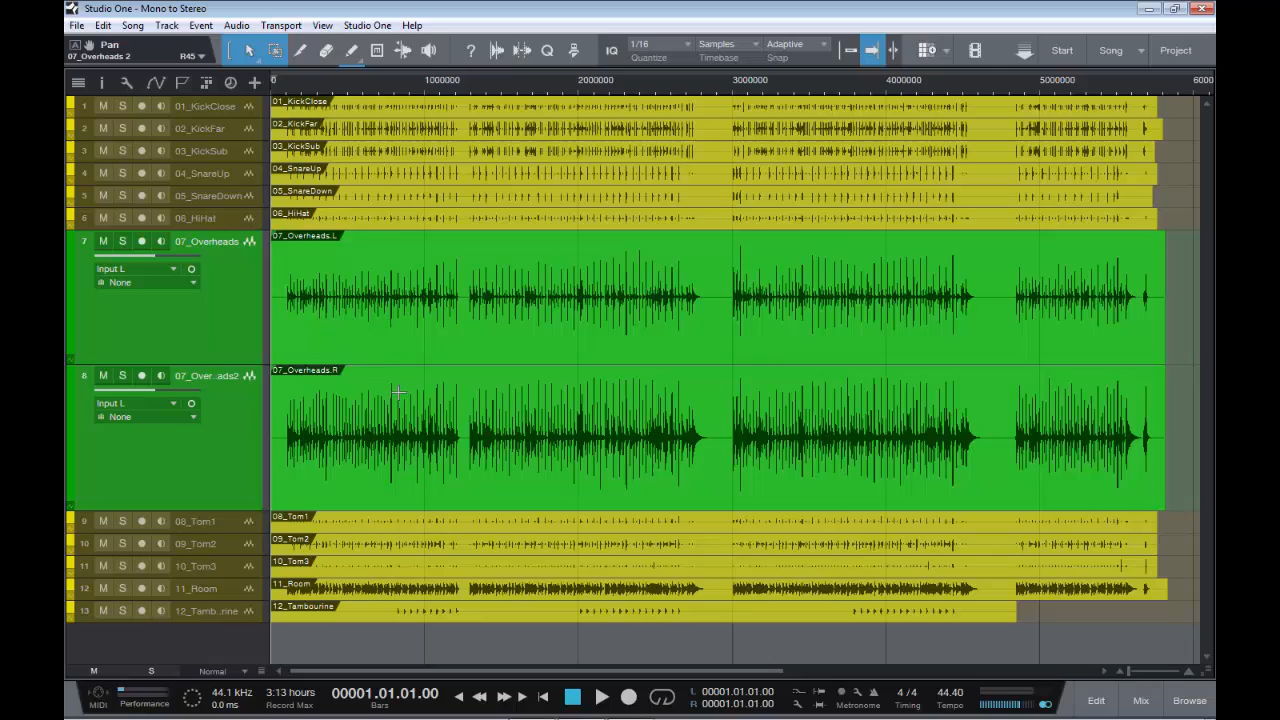 Studio One - Mono to Stereo
File Edit Song Track Event Audio Transport View Studio One Help
Pan
07_Overheads 2 R45
IQ 1/16 Quantize Samples Timebase Adaptive Snap Start Song Project
0 1000000 2000000 3000000 4000000 5000000 6000
1 M S 01_KickClose 01_KickClose
2 M S 02_KickFar 02_KickFar
3 M S 03_KickSub 03_KickSub
4 M S 04_SnareUp 04_SnareUp
5 M S 05_SnareDown 05_SnareDown
6 M S 06_HiHat 06_HiHat
7 M S 07_Overheads 07_Overheads.L
Input L
None
8 M S 07_Over..ads2 07_Overheads.R
Input L
None
9 M S 08_Tom1 08_Tom1
10 M S 09_Tom2 09_Tom2
11 M S 10_Tom3 10_Tom3
12 M S 11_Room 11_Room
13 M S 12_Tamb..rine 12_Tambourine
M S Normal
MIDI Performance
44.1 kHz
0.0 ms
3:13 hours
Record Max
00001.01.01.00
Bars
L 00001.01.01.00
R 00001.01.01.00
Metronome
4 / 4
Timing
44.40
Tempo
Edit Mix Browse